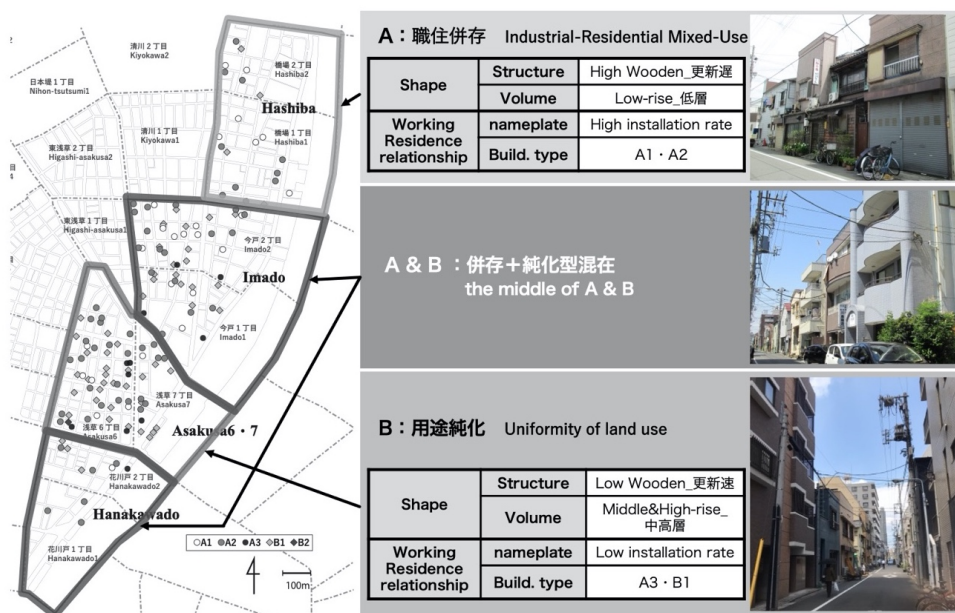 清川 2 丁目
Kiyokawa2
日本堤 1 丁目
Nihon-tsutsumi1
橋場 2 丁目
Hashiba2
Hashiba
清川 1 丁目
Kiyokawa1
橋場 1 丁目
Hashiba1
東浅草 2 丁目
Higashi-asakusa2
東浅草 1 丁目
Higashi-asakusa1
今戸 2 丁目
Imado2
Imado
今戸 1 丁目
Imado1
浅草 7 丁目
Asakusa7
浅草 6 丁目
Asakusa6
Asakusa6・7
花川戸 2 丁目
Hanakawado2
Hanakawado
花川戸 1 丁目
Hanakawado1
○A1 ●A2 ●A3 ◆B1 ◆B2
4
100m
A：職住併存 Industrial-Residential Mixed-Use
Shape
Structure
High Wooden_更新遅
Volume
Low-rise_低層
Working
Residence
relationship
nameplate
High installation rate
Build. type
A1・A2
A & B ：併存＋純化型混在
the middle of A & B
B：用途純化 Uniformity of land use
Shape
Structure
Low Wooden_更新速
Volume
Middle&High-rise_
中高層
Working
Residence
relationship
nameplate
Low installation rate
Build. type
A3・B1